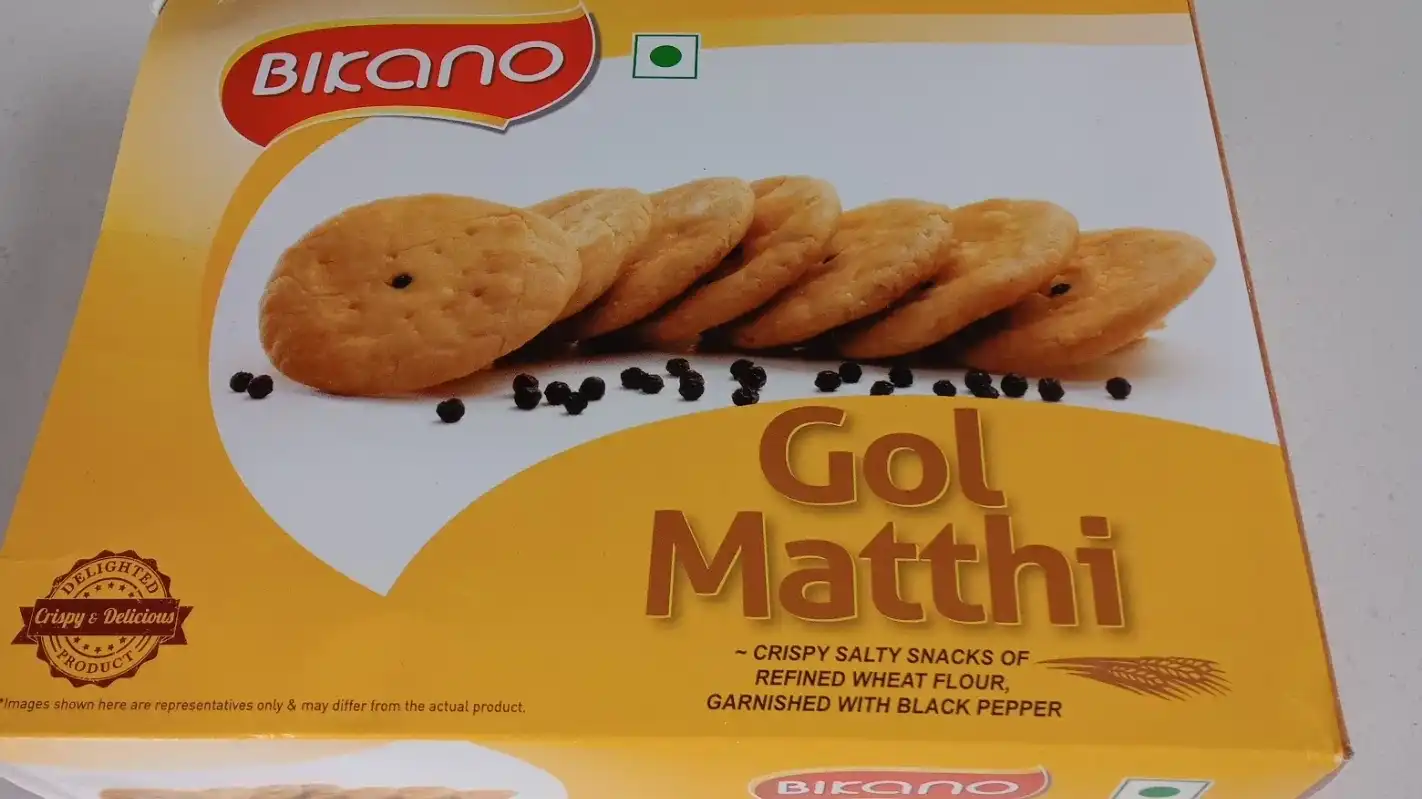 BIKANO
Gol
Matthi
~ CRISPY SALTY SNACKS OF
REFINED WHEAT FLOUR,
GARNISHED WITH BLACK PEPPER
DELIGHTED
Crispy & Delicious
PRODUCT
*Images shown here are representatives only & may differ from the actual product.
BIKANO